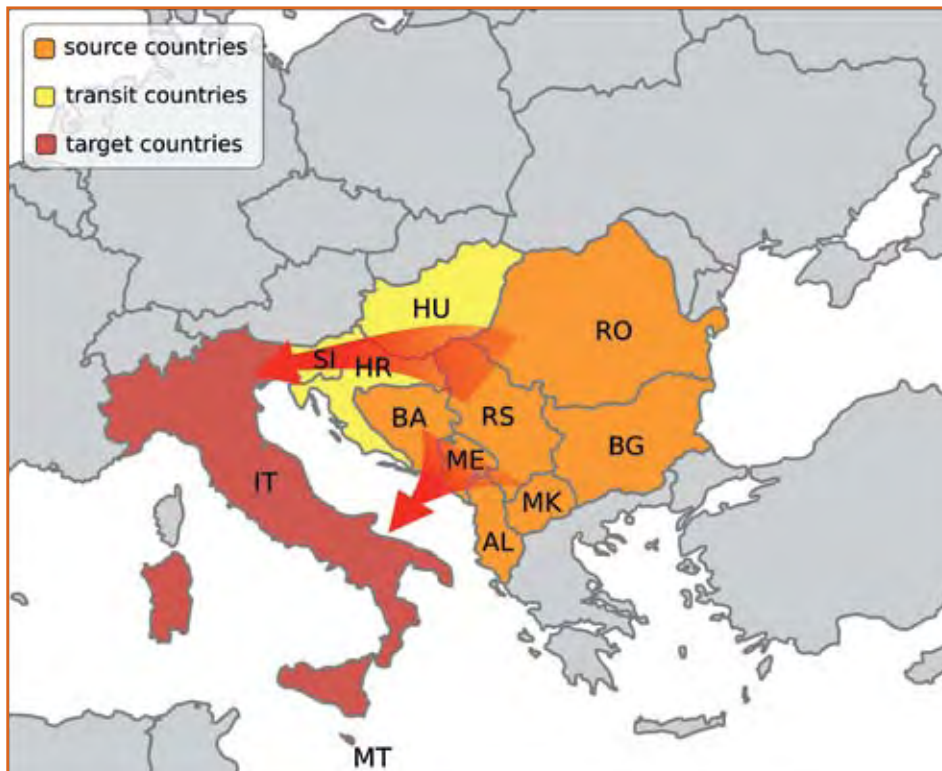 source countries
transit countries
target countries
HU
RO
SI
HR
BA
RS
BG
ME
IT
MK
AL
MT